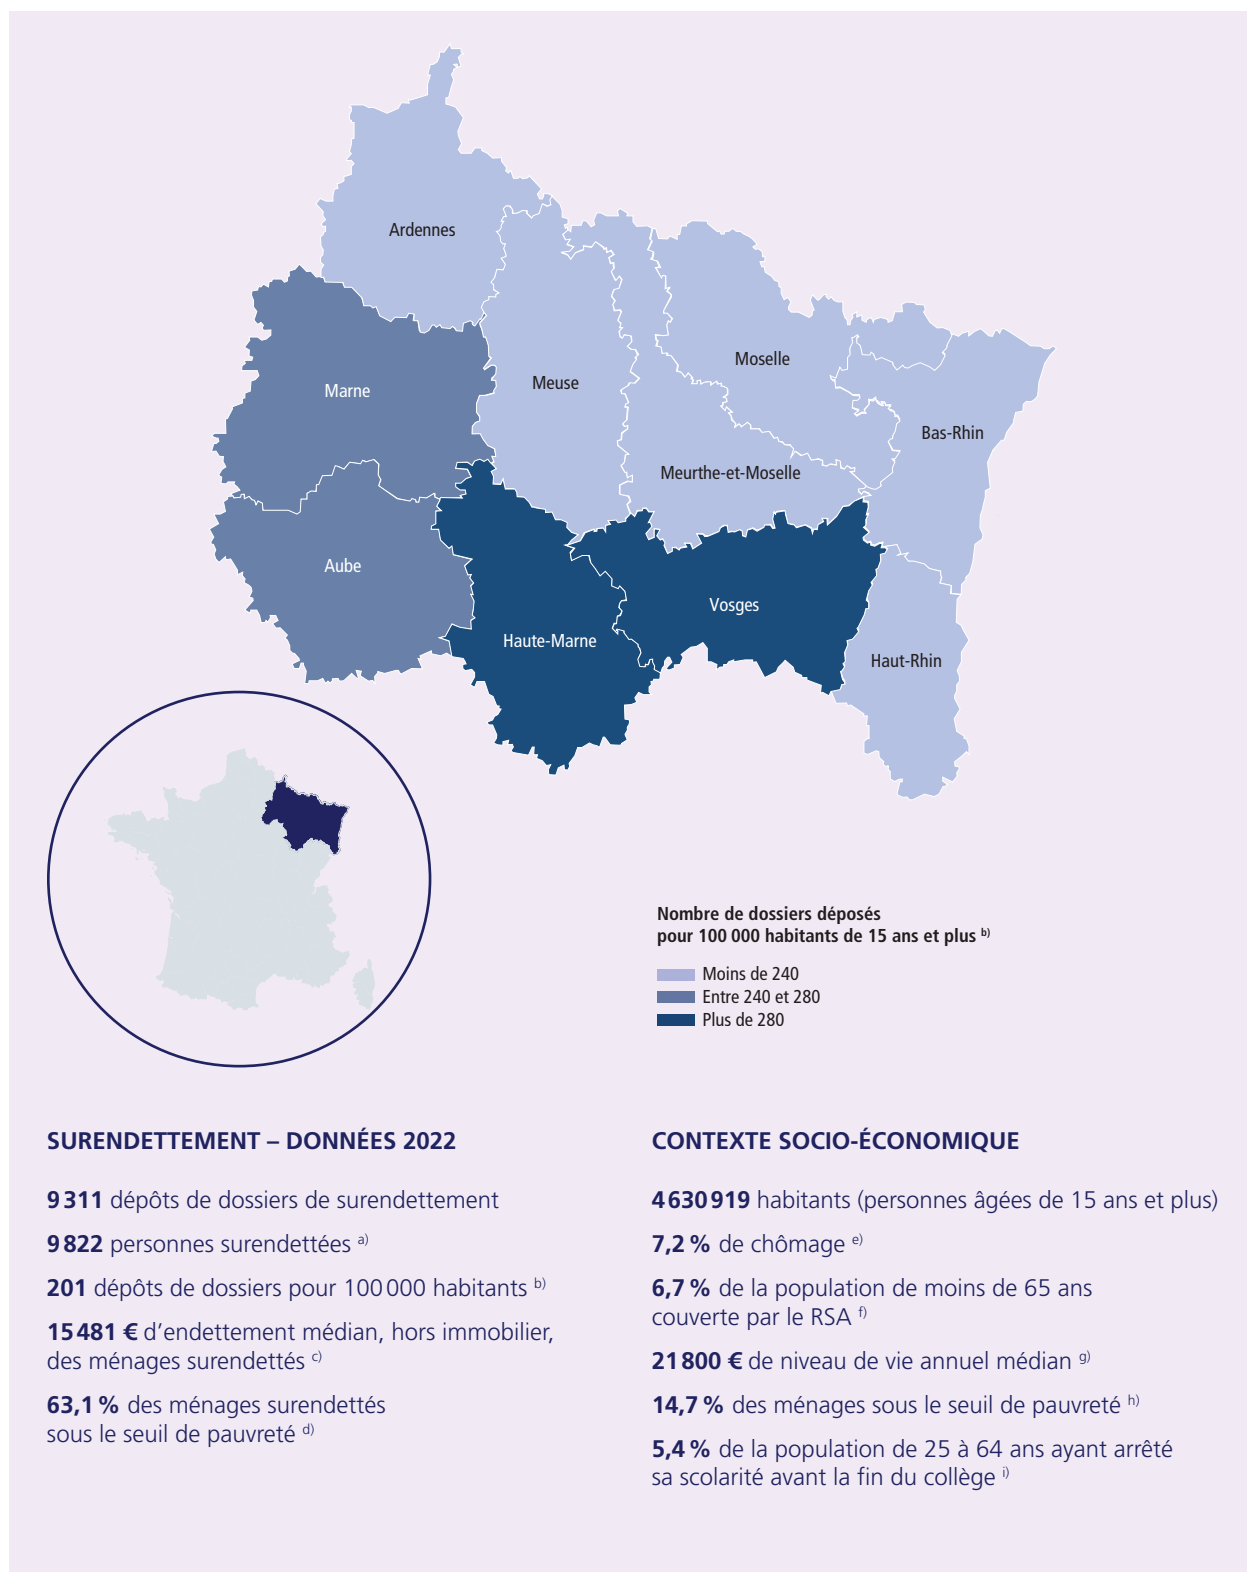 Ardennes
Marne
Meuse
Moselle
Bas-Rhin
Meurthe-et-Moselle
Aube
Vosges
Haute-Marne
Haut-Rhin
Nombre de dossiers déposés
pour 100 000 habitants de 15 ans et plus b)
Moins de 240
Entre 240 et 280
Plus de 280
SURENDETTEMENT – DONNÉES 2022
9 311 dépôts de dossiers de surendettement
9 822 personnes surendettées a)
201 dépôts de dossiers pour 100 000 habitants b)
15 481 € d’endettement médian, hors immobilier,
des ménages surendettés c)
63,1 % des ménages surendettés
sous le seuil de pauvreté d)
CONTEXTE SOCIO-ÉCONOMIQUE
4 630 919 habitants (personnes âgées de 15 ans et plus)
7,2 % de chômage e)
6,7 % de la population de moins de 65 ans
couverte par le RSA f)
21 800 € de niveau de vie annuel médian g)
14,7 % des ménages sous le seuil de pauvreté h)
5,4 % de la population de 25 à 64 ans ayant arrêté
sa scolarité avant la fin du collège i)